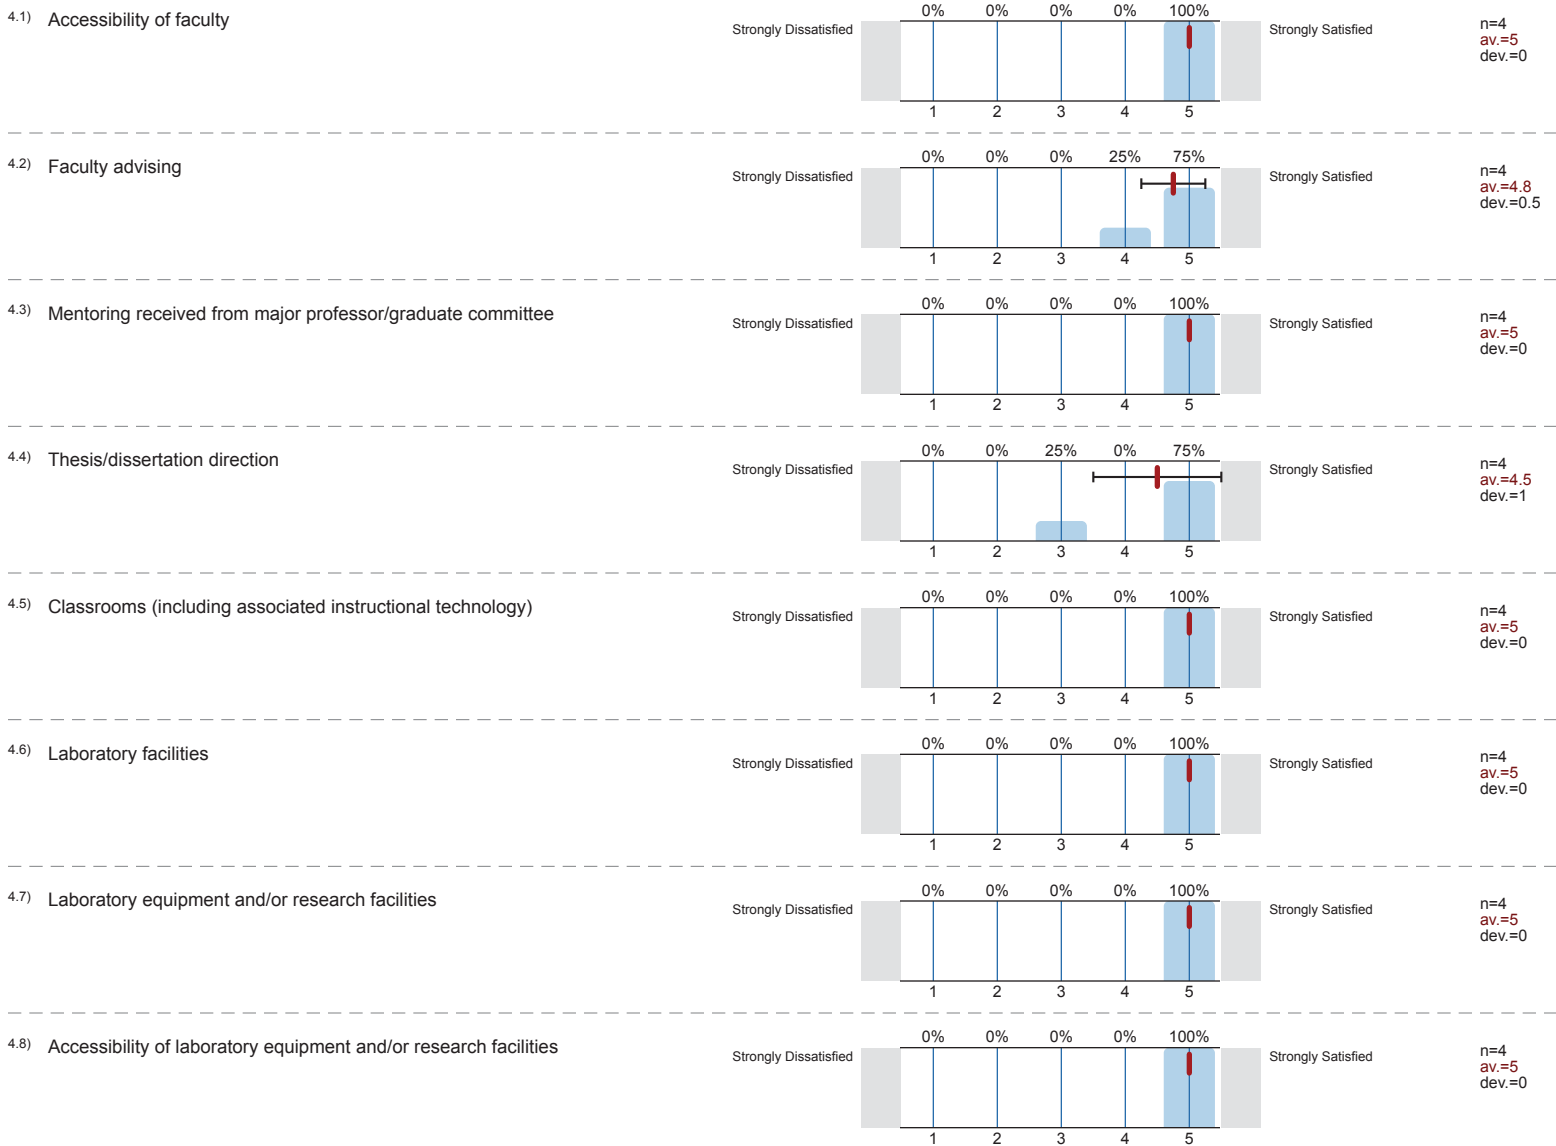 4.1) Accessibility of faculty
0% 0% 0% 0% 100%
Strongly Dissatisfied Strongly Satisfied
n=4
av.=5
dev.=0
1 2 3 4 5
4.2) Faculty advising
0% 0% 0% 25% 75%
Strongly Dissatisfied Strongly Satisfied
n=4
av.=4.8
dev.=0.5
1 2 3 4 5
4.3) Mentoring received from major professor/graduate committee
0% 0% 0% 0% 100%
Strongly Dissatisfied Strongly Satisfied
n=4
av.=5
dev.=0
1 2 3 4 5
4.4) Thesis/dissertation direction
0% 0% 25% 0% 75%
Strongly Dissatisfied Strongly Satisfied
n=4
av.=4.5
dev.=1
1 2 3 4 5
4.5) Classrooms (including associated instructional technology)
0% 0% 0% 0% 100%
Strongly Dissatisfied Strongly Satisfied
n=4
av.=5
dev.=0
1 2 3 4 5
4.6) Laboratory facilities
0% 0% 0% 0% 100%
Strongly Dissatisfied Strongly Satisfied
n=4
av.=5
dev.=0
1 2 3 4 5
4.7) Laboratory equipment and/or research facilities
0% 0% 0% 0% 100%
Strongly Dissatisfied Strongly Satisfied
n=4
av.=5
dev.=0
1 2 3 4 5
4.8) Accessibility of laboratory equipment and/or research facilities
0% 0% 0% 0% 100%
Strongly Dissatisfied Strongly Satisfied
n=4
av.=5
dev.=0
1 2 3 4 5